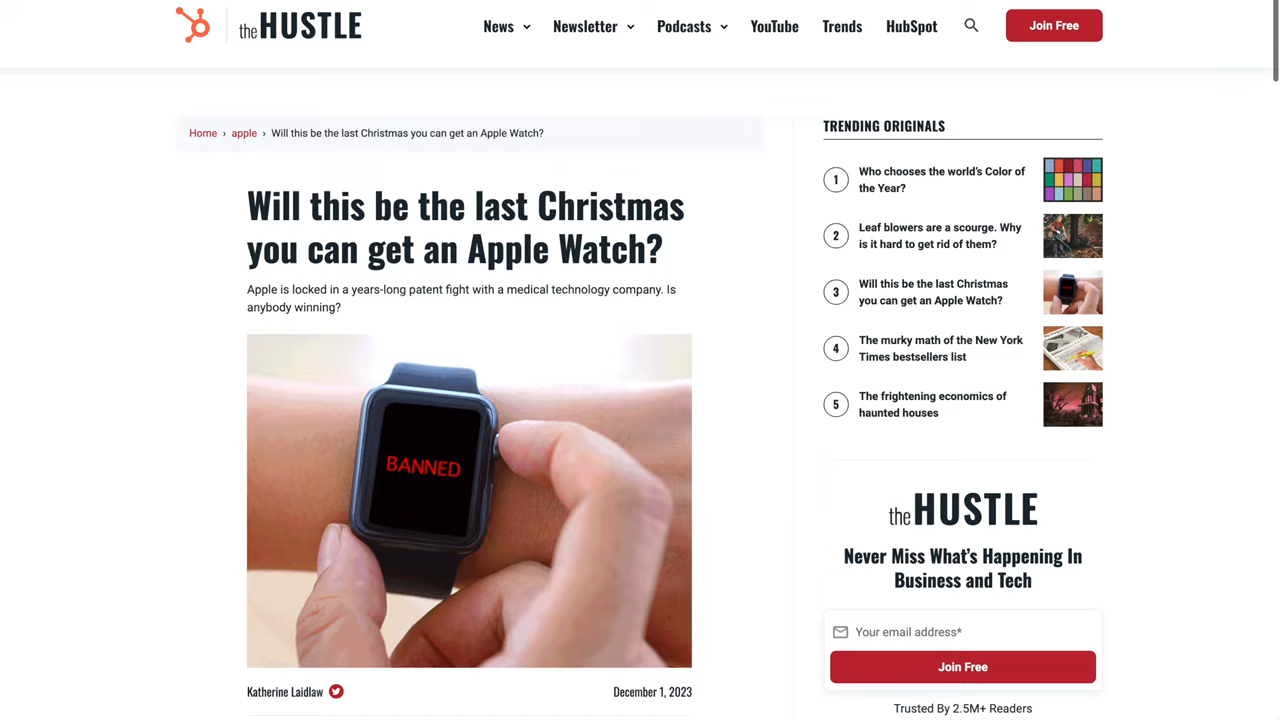 the HUSTLE
News
Newsletter
Podcasts
YouTube
Trends
HubSpot
Join Free
Home › apple › Will this be the last Christmas you can get an Apple Watch?
Will this be the last Christmas
you can get an Apple Watch?
Apple is locked in a years-long patent fight with a medical technology company. Is
anybody winning?
BANNED
Katherine Laidlaw
December 1, 2023
TRENDING ORIGINALS
1
Who chooses the world's Color of
the Year?
2
Leaf blowers are a scourge. Why
is it hard to get rid of them?
3
Will this be the last Christmas
you can get an Apple Watch?
4
The murky math of the New York
Times bestsellers list
5
The frightening economics of
haunted houses
the HUSTLE
Never Miss What's Happening In
Business and Tech
Your email address*
Join Free
Trusted By 2.5M+ Readers